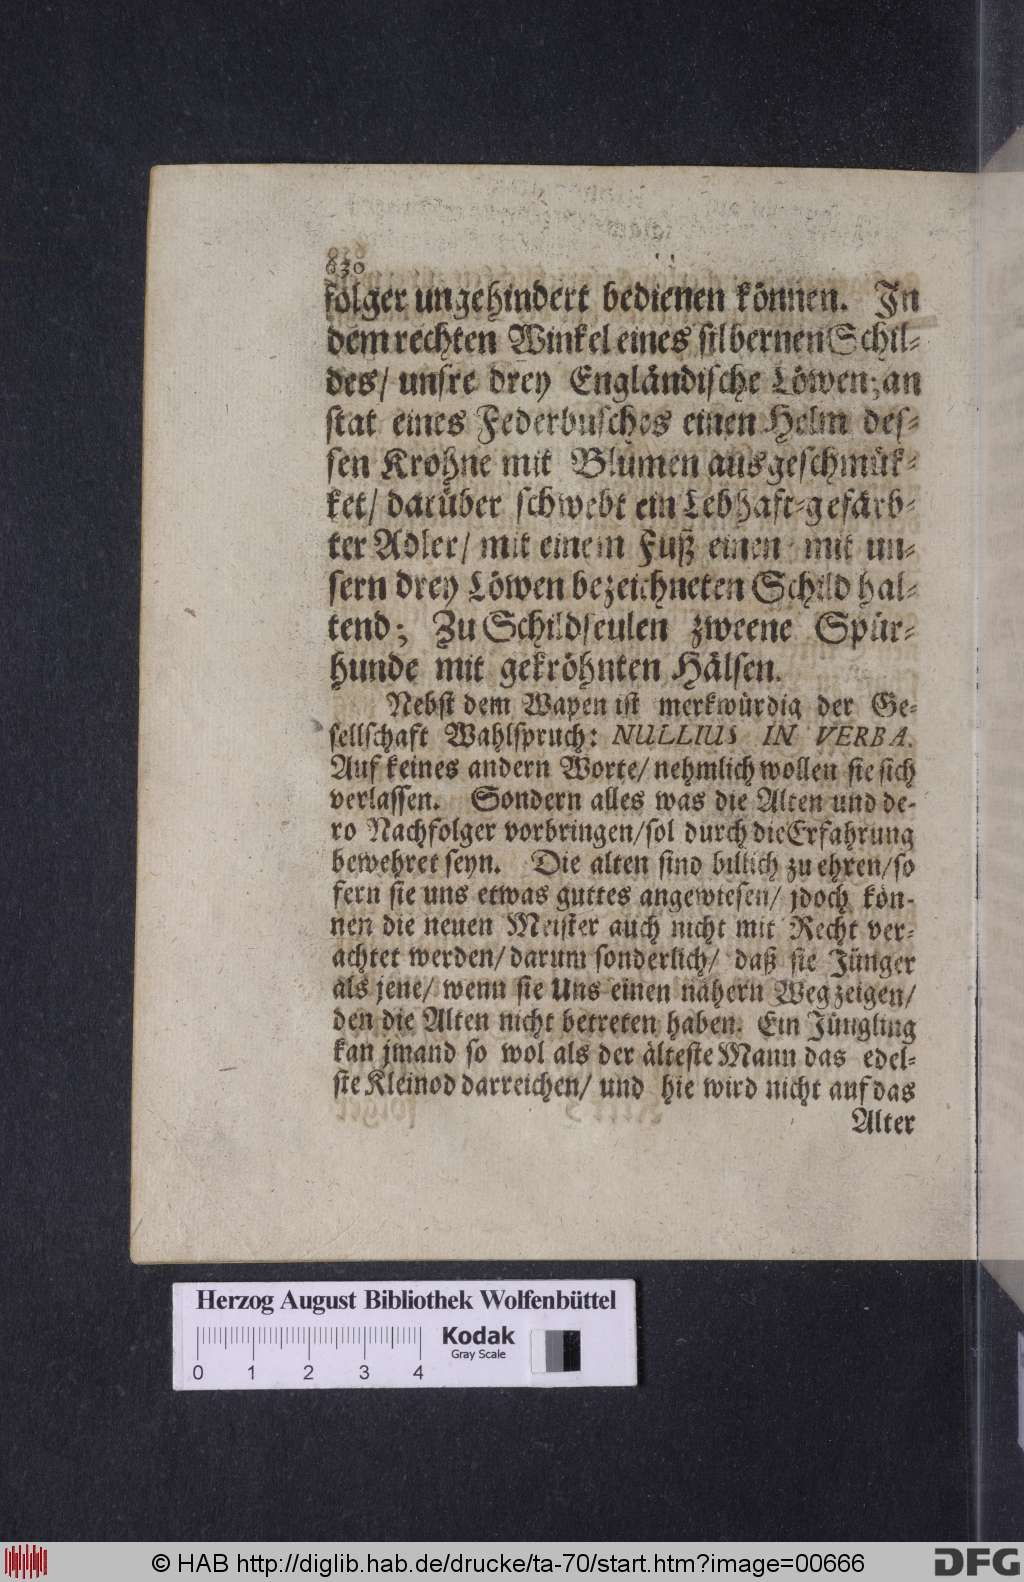 630
folger ungehindert bedienen können. In
dem rechten Winkel eines silbernen Schil-
des/ unsre drey Engländische Löwen; an
stat eines Federbusches einen Helm des-
sen Krohne mit Blumen ausgeschmük-
ket/ darüber schwebt ein Lebhaft-gefärb-
ter Adler/ mit einem Fuß einen mit un-
sern drey Löwen bezeichneten Schild hal-
tend; Zu Schildseulen zweene Spür-
hunde mit gekröhnten Hälsen.
Nebst dem Wapen ist merkwürdig der Ge-
sellschaft Wahlspruch: NULLIUS IN VERBA.
Auf keines andern Worte/ nehmlich wollen sie sich
verlassen. Sondern alles was die Alten und de-
ro Nachfolger vorbringen/ sol durch die Erfahrung
bewehret seyn. Die alten sind billich zu ehren/ so
fern sie uns etwas guttes angewiesen/ jdoch kön-
nen die neuen Meister auch nicht mit Recht ver-
achtet werden/ darum sonderlich/ daß sie Jünger
als jene/ wenn sie Uns einen nähern Weg zeigen/
den die Alten nicht betreten haben. Ein Jüngling
kan jmand so wol als der älteste Mann das edel-
ste Kleinod darreichen/ und hie wird nicht auf das
Alter
Herzog August Bibliothek Wolfenbüttel
Kodak
Gray Scale
0 1 2 3 4
© HAB http://diglib.hab.de/drucke/ta-70/start.htm?image=00666
DFG